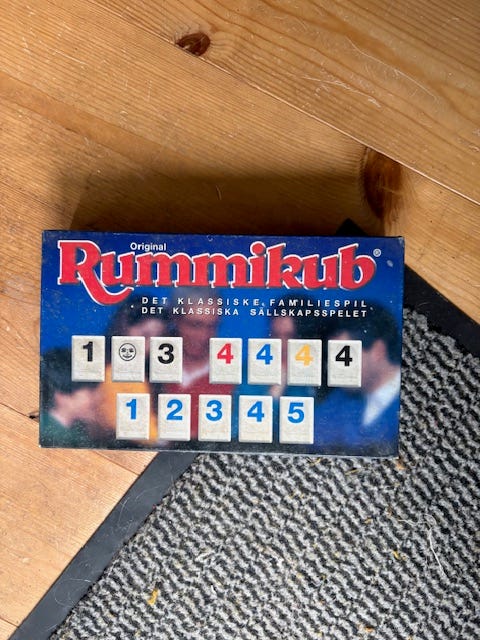 Original
Rummikub®
DET KLASSISKE FAMILIESPIL
DET KLASSISKA SÄLLSKAPSSPELET
1 3 4 4 4 4
1 2 3 4 5